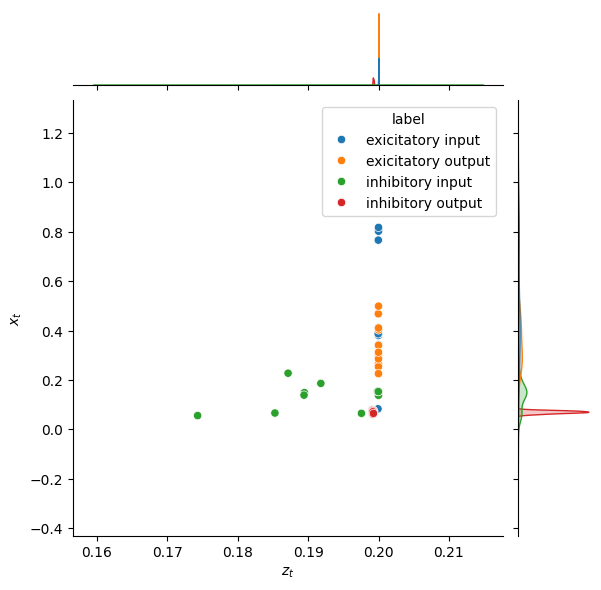 label
exicitatory input
exicitatory output
inhibitory input
inhibitory output
1.2
1.0
0.8
0.6
0.4
0.2
0.0
−0.2
−0.4
x_t
0.16 0.17 0.18 0.19 0.20 0.21
z_t